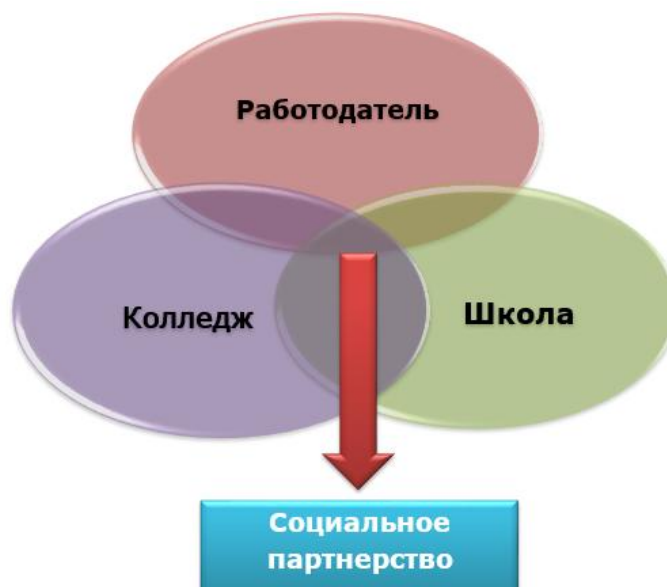 Работодатель
Колледж
Школа
Социальное
партнерство